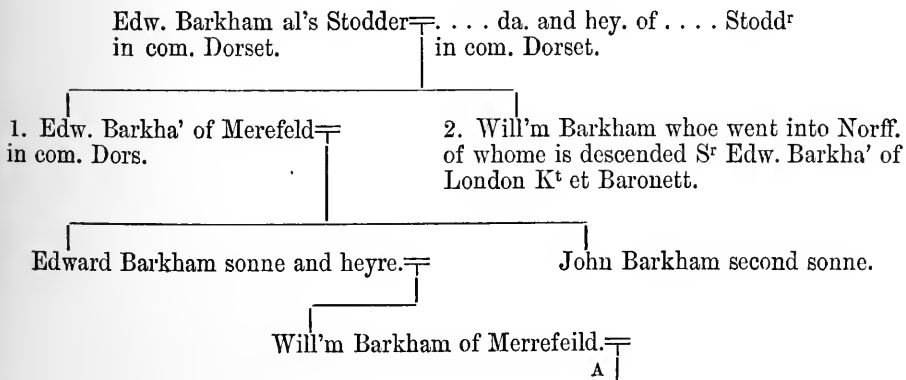 Edw. Barkham al's Stodder . . . . da. and hey. of . . . . Stoddʳ
in com. Dorset. in com. Dorset.
1. Edw. Barkha' of Merefeld
in com. Dors.
2. Will'm Barkham whoe went into Norff.
of whome is descended Sʳ Edw. Barkha' of
London Kᵗ et Baronett.
Edward Barkham sonne and heyre. John Barkham second sonne.
Will'm Barkham of Merrefeild.
A